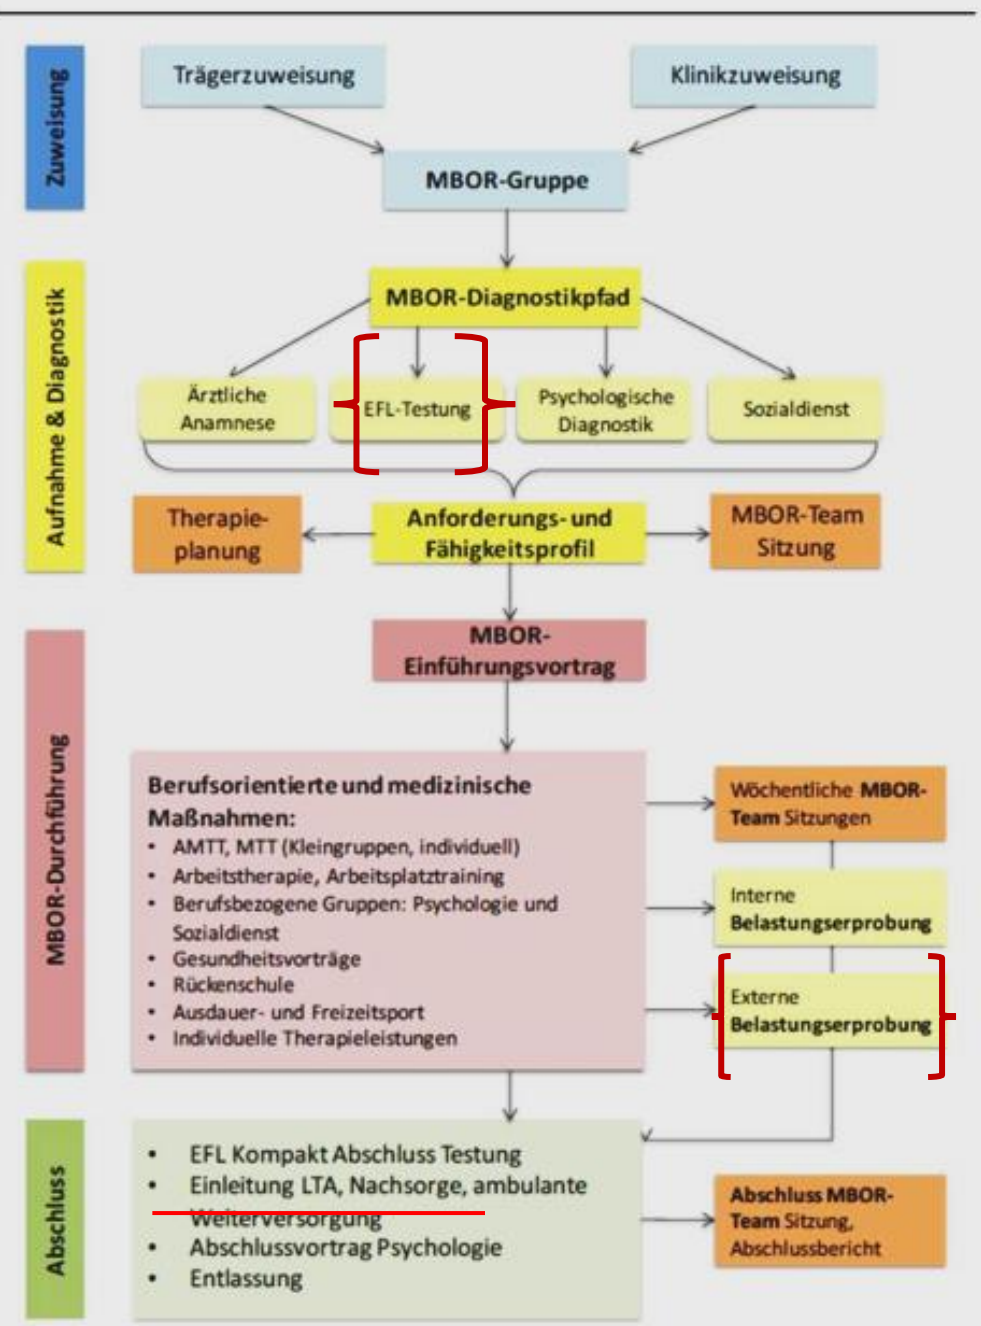 Zuweisung
Trägerzuweisung
Klinikzuweisung
MBOR-Gruppe
Aufnahme & Diagnostik
MBOR-Diagnostikpfad
Ärztliche
Anamnese
EFL-Testung
Psychologische
Diagnostik
Sozialdienst
Therapie-
planung
Anforderungs- und
Fähigkeitsprofil
MBOR-Team
Sitzung
MBOR-Durchführung
MBOR-
Einführungsvortrag
Berufsorientierte und medizinische
Maßnahmen:
• AMTT, MTT (Kleingruppen, individuell)
• Arbeitstherapie, Arbeitsplatztraining
• Berufsbezogene Gruppen: Psychologie und
Sozialdienst
• Gesundheitsvorträge
• Rückenschule
• Ausdauer- und Freizeitsport
• Individuelle Therapieleistungen
Wöchentliche MBOR-
Team Sitzungen
Interne
Belastungserprobung
Externe
Belastungserprobung
Abschluss
• EFL Kompakt Abschluss Testung
• Einleitung LTA, Nachsorge, ambulante
Weiterversorgung
• Abschlussvortrag Psychologie
• Entlassung
Abschluss MBOR-
Team Sitzung,
Abschlussbericht